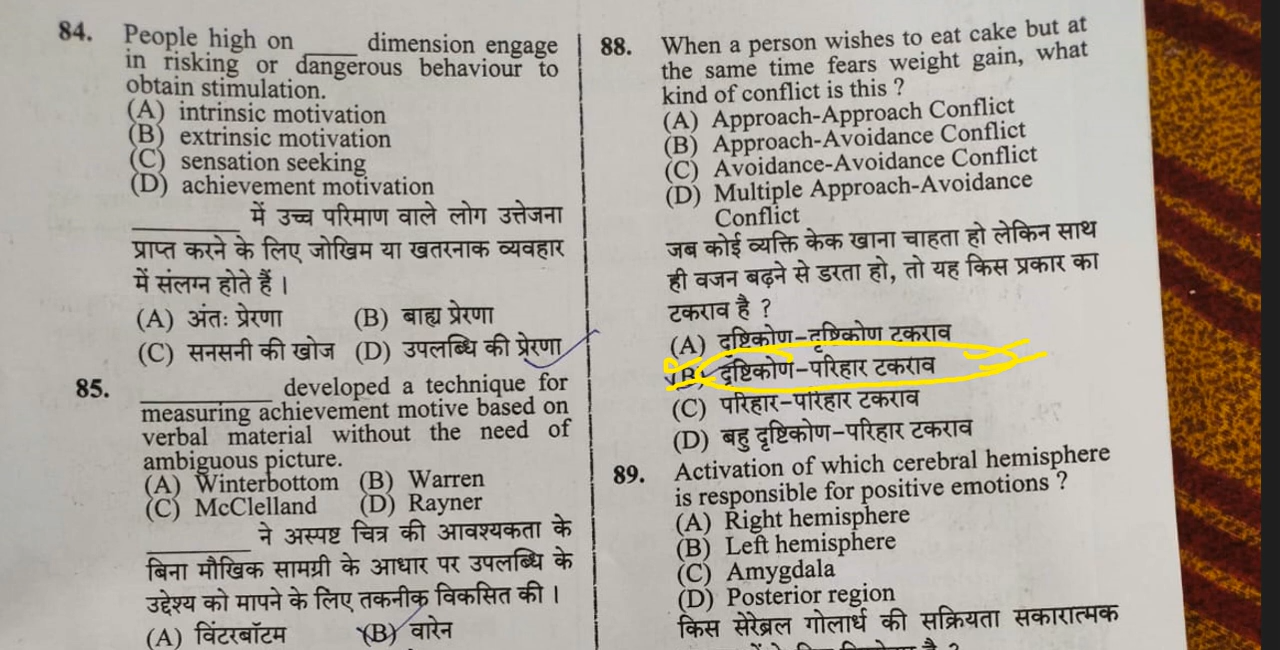 84. People high on ____ dimension engage
in risking or dangerous behaviour to
obtain stimulation.
(A) intrinsic motivation
(B) extrinsic motivation
(C) sensation seeking
(D) achievement motivation
________ में उच्च परिमाण वाले लोग उत्तेजना
प्राप्त करने के लिए जोखिम या खतरनाक व्यवहार
में संलग्न होते हैं ।
(A) अंतः प्रेरणा (B) बाह्य प्रेरणा
(C) सनसनी की खोज (D) उपलब्धि की प्रेरणा
85. ________ developed a technique for
measuring achievement motive based on
verbal material without the need of
ambiguous picture.
(A) Winterbottom (B) Warren
(C) McClelland (D) Rayner
________ ने अस्पष्ट चित्र की आवश्यकता के
बिना मौखिक सामग्री के आधार पर उपलब्धि के
उद्देश्य को मापने के लिए तकनीक विकसित की ।
(A) विंटरबॉटम (B) वारेन
88. When a person wishes to eat cake but at
the same time fears weight gain, what
kind of conflict is this ?
(A) Approach-Approach Conflict
(B) Approach-Avoidance Conflict
(C) Avoidance-Avoidance Conflict
(D) Multiple Approach-Avoidance
Conflict
जब कोई व्यक्ति केक खाना चाहता हो लेकिन साथ
ही वजन बढ़ने से डरता हो, तो यह किस प्रकार का
टकराव है ?
(A) दृष्टिकोण-दृष्टिकोण टकराव
(B) दृष्टिकोण-परिहार टकराव
(C) परिहार-परिहार टकराव
(D) बहु दृष्टिकोण-परिहार टकराव
89. Activation of which cerebral hemisphere
is responsible for positive emotions ?
(A) Right hemisphere
(B) Left hemisphere
(C) Amygdala
(D) Posterior region
किस सेरेब्रल गोलार्ध की सक्रियता सकारात्मक